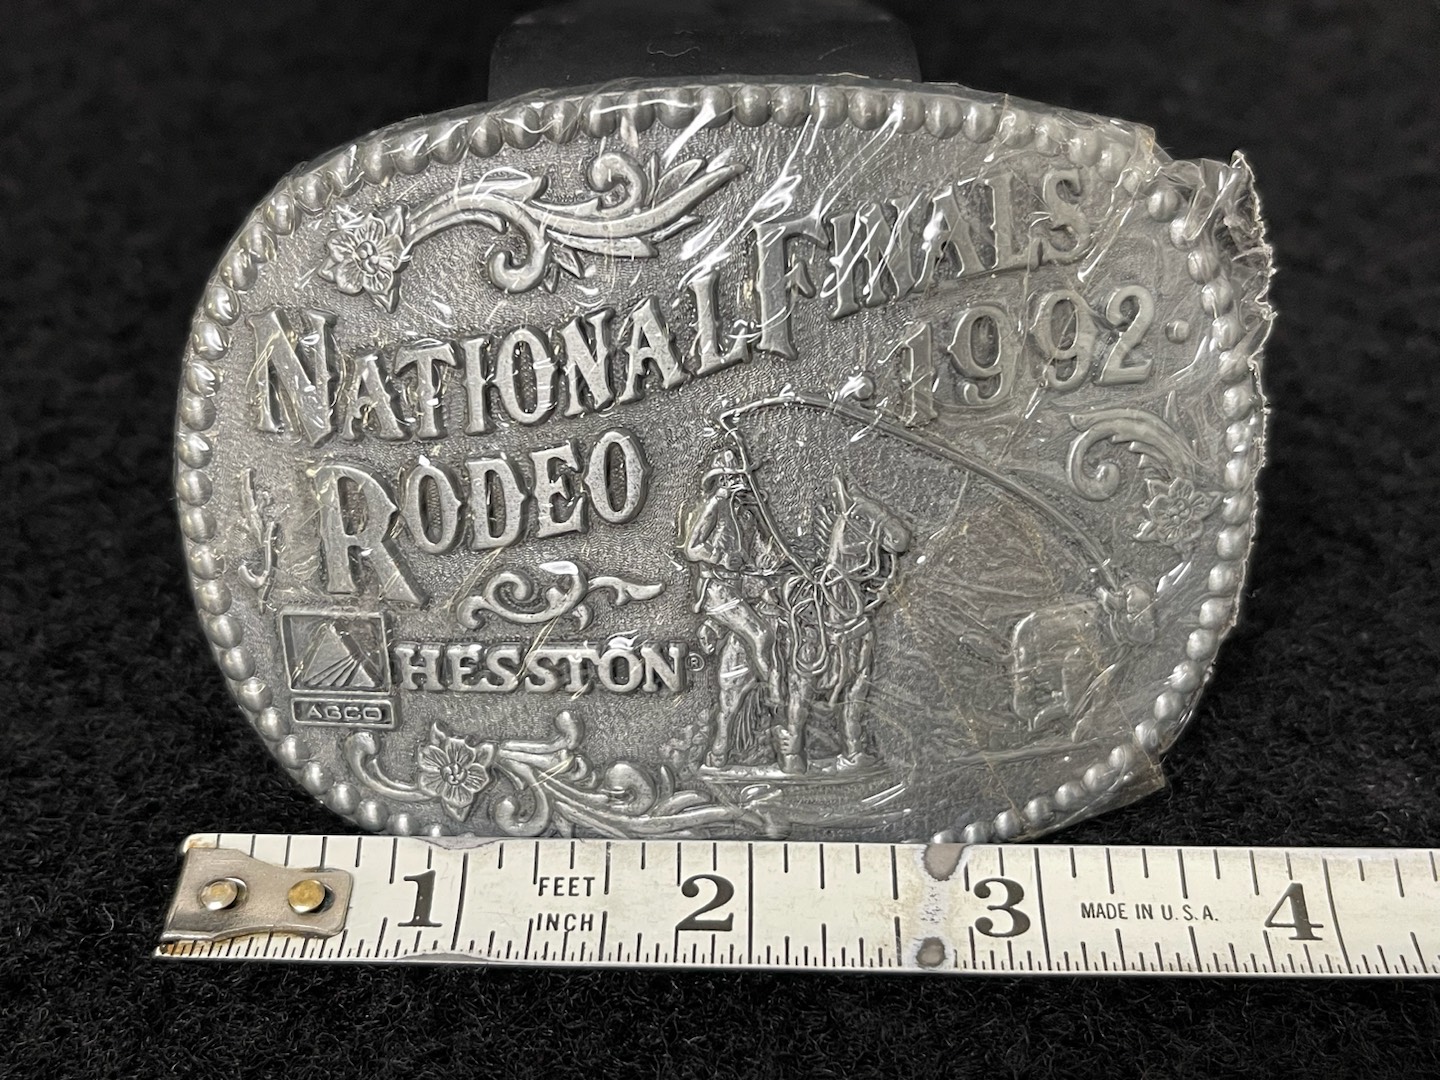 NATIONAL FINALS
1992
RODEO
HESSTON®
AGCO
1 FEET 2 3 MADE IN U.S.A. 4
INCH